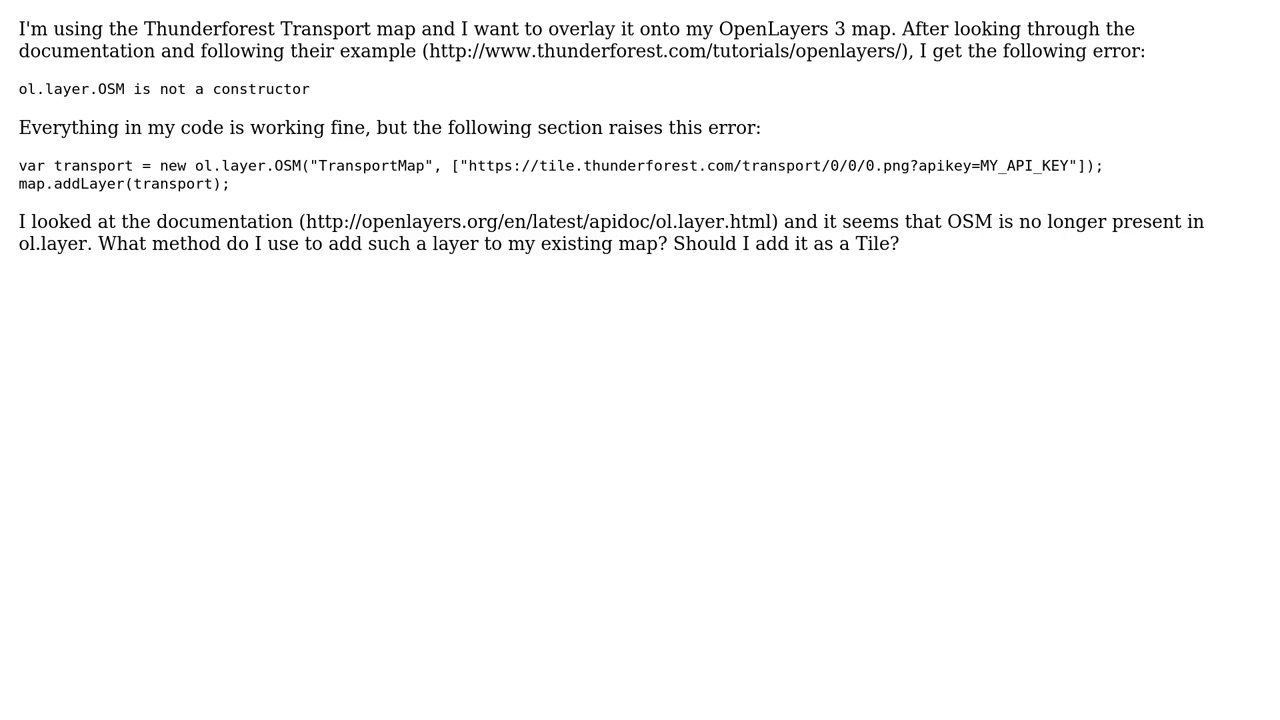 I'm using the Thunderforest Transport map and I want to overlay it onto my OpenLayers 3 map. After looking through the
documentation and following their example (http://www.thunderforest.com/tutorials/openlayers/), I get the following error:
ol.layer.OSM is not a constructor
Everything in my code is working fine, but the following section raises this error:
var transport = new ol.layer.OSM("TransportMap", ["https://tile.thunderforest.com/transport/0/0/0.png?apikey=MY_API_KEY"]);
map.addLayer(transport);
I looked at the documentation (http://openlayers.org/en/latest/apidoc/ol.layer.html) and it seems that OSM is no longer present in
ol.layer. What method do I use to add such a layer to my existing map? Should I add it as a Tile?